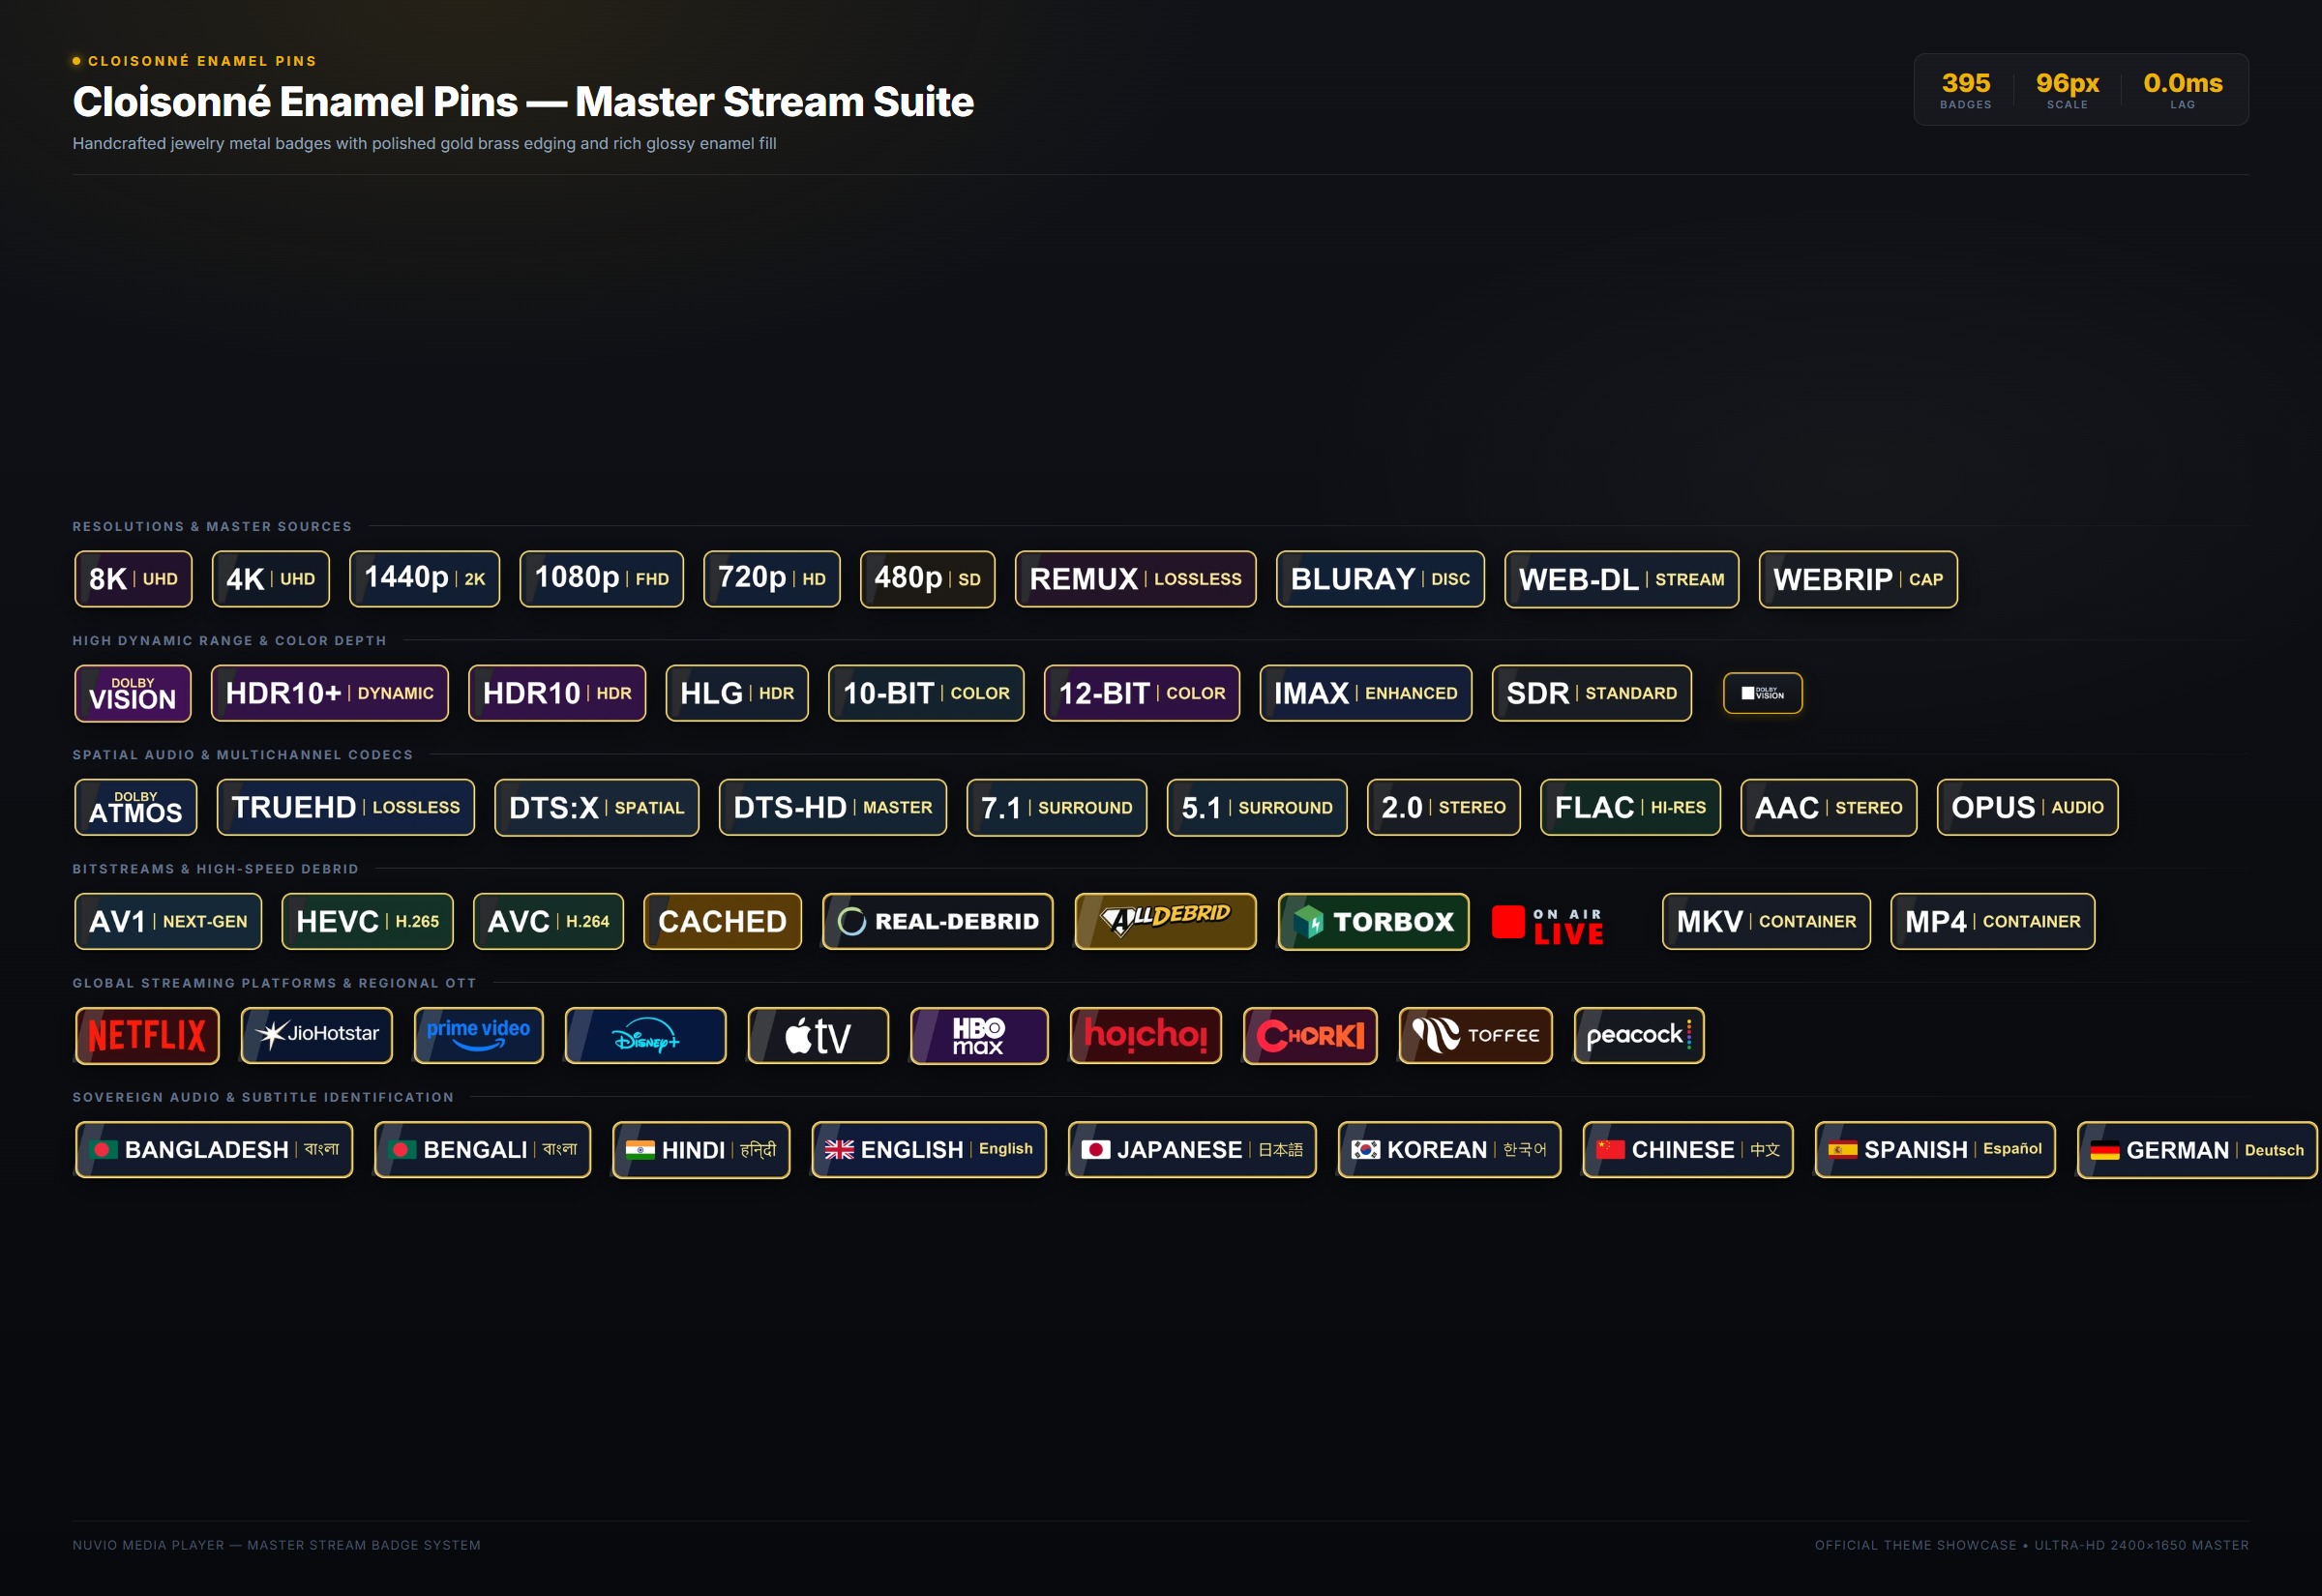 CLOISONNÉ ENAMEL PINS
Cloisonné Enamel Pins — Master Stream Suite
Handcrafted jewelry metal badges with polished gold brass edging and rich glossy enamel fill
395 96px 0.0ms
BADGES SCALE LAG
RESOLUTIONS & MASTER SOURCES
8K | UHD 4K | UHD 1440p | 2K 1080p | FHD 720p | HD 480p | SD REMUX | LOSSLESS BLURAY | DISC WEB-DL | STREAM WEBRIP | CAP
HIGH DYNAMIC RANGE & COLOR DEPTH
DOLBY VISION HDR10+ | DYNAMIC HDR10 | HDR HLG | HDR 10-BIT | COLOR 12-BIT | COLOR IMAX | ENHANCED SDR | STANDARD DOLBY VISION
SPATIAL AUDIO & MULTICHANNEL CODECS
DOLBY ATMOS TRUEHD | LOSSLESS DTS:X | SPATIAL DTS-HD | MASTER 7.1 | SURROUND 5.1 | SURROUND 2.0 | STEREO FLAC | HI-RES AAC | STEREO OPUS | AUDIO
BITSTREAMS & HIGH-SPEED DEBRID
AV1 | NEXT-GEN HEVC | H.265 AVC | H.264 CACHED REAL-DEBRID ALLDEBRID TORBOX ON AIR LIVE MKV | CONTAINER MP4 | CONTAINER
GLOBAL STREAMING PLATFORMS & REGIONAL OTT
NETFLIX JioHotstar prime video Disney+ tv HBO max hoichoi CHORKI TOFFEE peacock
SOVEREIGN AUDIO & SUBTITLE IDENTIFICATION
BANGLADESH | বাংলা BENGALI | বাংলা HINDI | हिन्दी ENGLISH | English JAPANESE | 日本語 KOREAN | 한국어 CHINESE | 中文 SPANISH | Español GERMAN | Deutsch
NUVIO MEDIA PLAYER — MASTER STREAM BADGE SYSTEM
OFFICIAL THEME SHOWCASE • ULTRA-HD 2400×1650 MASTER